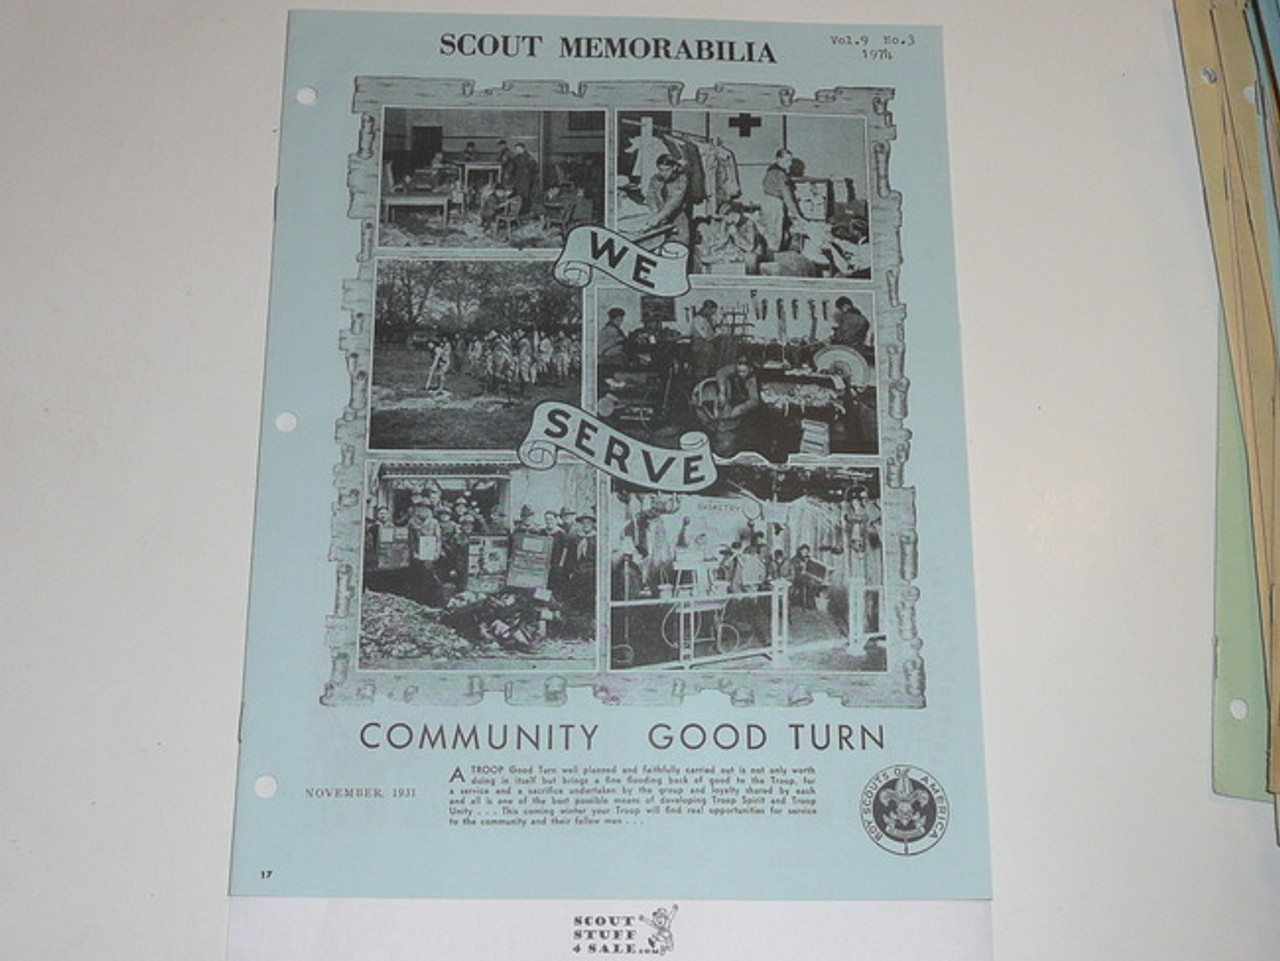 SCOUT MEMORABILIA
Vol.9 No.3
1974
WE
SERVE
BASKETRY
COMMUNITY GOOD TURN
A TROOP Good Turn well planned and faithfully carried out is not only worth
doing in itself but brings a fine flooding back of good to the Troop, for
a service and a sacrifice undertaken by the group and loyalty shared by each
and all is one of the best possible means of developing Troop Spirit and Troop
Unity . . . This coming winter your Troop will find real opportunities for service
to the community and their fellow men . . .
NOVEMBER, 1931
BOY SCOUTS OF AMERICA
17
SCOUT
STUFF
4 SALE.com